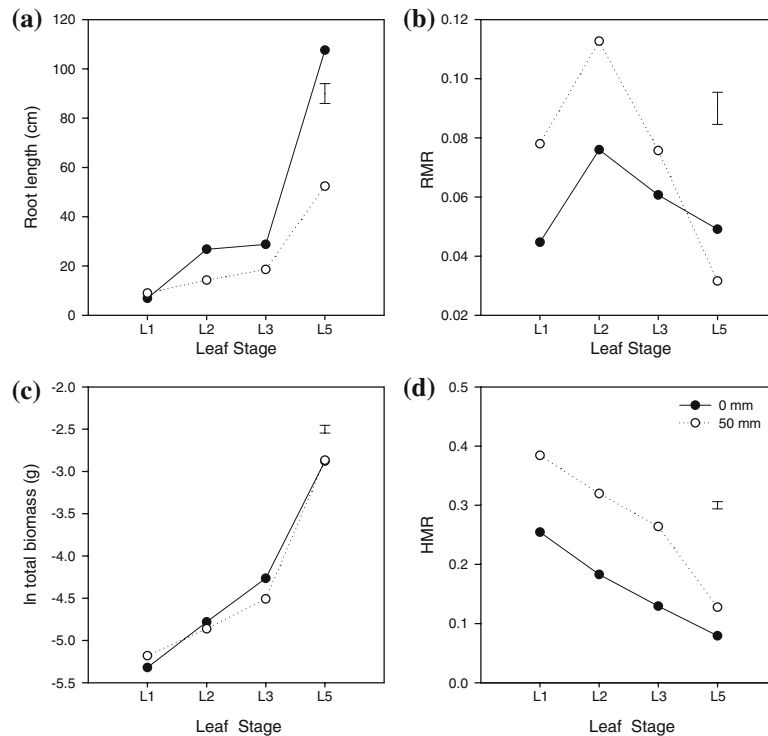 (a)
120
100
80
60
40
20
0
Root length (cm)
L1 L2 L3 L5
Leaf Stage
(b)
0.12
0.10
0.08
0.06
0.04
0.02
RMR
L1 L2 L3 L5
Leaf Stage
(c)
-2.0
-2.5
-3.0
-3.5
-4.0
-4.5
-5.0
-5.5
ln total biomass (g)
L1 L2 L3 L5
Leaf Stage
(d)
0.5
0.4
0.3
0.2
0.1
0.0
HMR
0 mm
50 mm
L1 L2 L3 L5
Leaf Stage